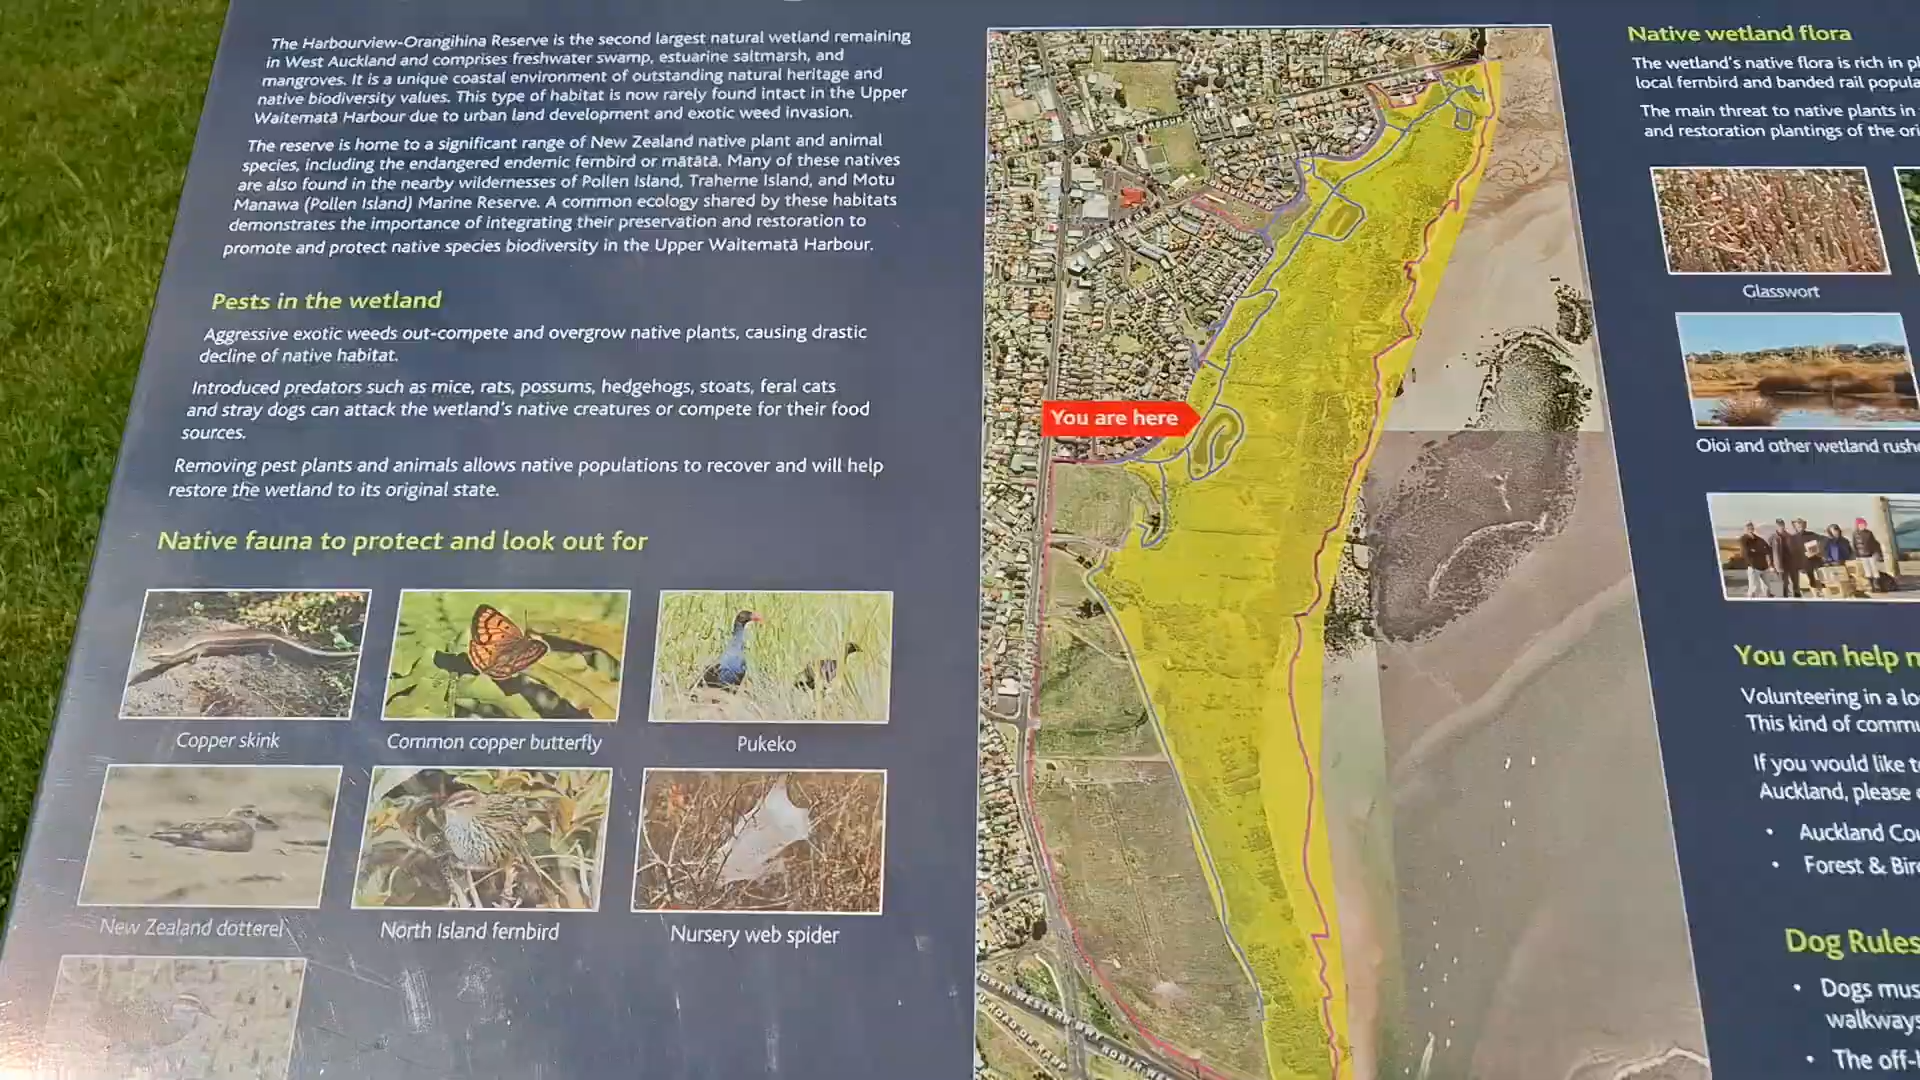 The Harbourview-Orangihina Reserve is the second largest natural wetland remaining
in West Auckland and comprises freshwater swamp, estuarine saltmarsh, and
mangroves. It is a unique coastal environment of outstanding natural heritage and
native biodiversity values. This type of habitat is now rarely found intact in the Upper
Waitematā Harbour due to urban land development and exotic weed invasion.
The reserve is home to a significant range of New Zealand native plant and animal
species, including the endangered endemic fernbird or mātātā. Many of these natives
are also found in the nearby wildernesses of Pollen Island, Traherne Island, and Motu
Manawa (Pollen Island) Marine Reserve. A common ecology shared by these habitats
demonstrates the importance of integrating their preservation and restoration to
promote and protect native species biodiversity in the Upper Waitematā Harbour.
Pests in the wetland
Aggressive exotic weeds out-compete and overgrow native plants, causing drastic
decline of native habitat.
Introduced predators such as mice, rats, possums, hedgehogs, stoats, feral cats
and stray dogs can attack the wetland's native creatures or compete for their food
sources.
Removing pest plants and animals allows native populations to recover and will help
restore the wetland to its original state.
Native fauna to protect and look out for
Copper skink
Common copper butterfly
Pukeko
New Zealand dotterel
North Island fernbird
Nursery web spider
You are here
Native wetland flora
The wetland's native flora is rich in
local fernbird and banded rail
The main threat to native plants in
and restoration plantings of the
Glasswort
Oioi and other wetland
You can help
Volunteering in a
This kind of
If you would like
Auckland, please
• Auckland
• Forest &
Dog Rules
• Dogs
walkways
• The